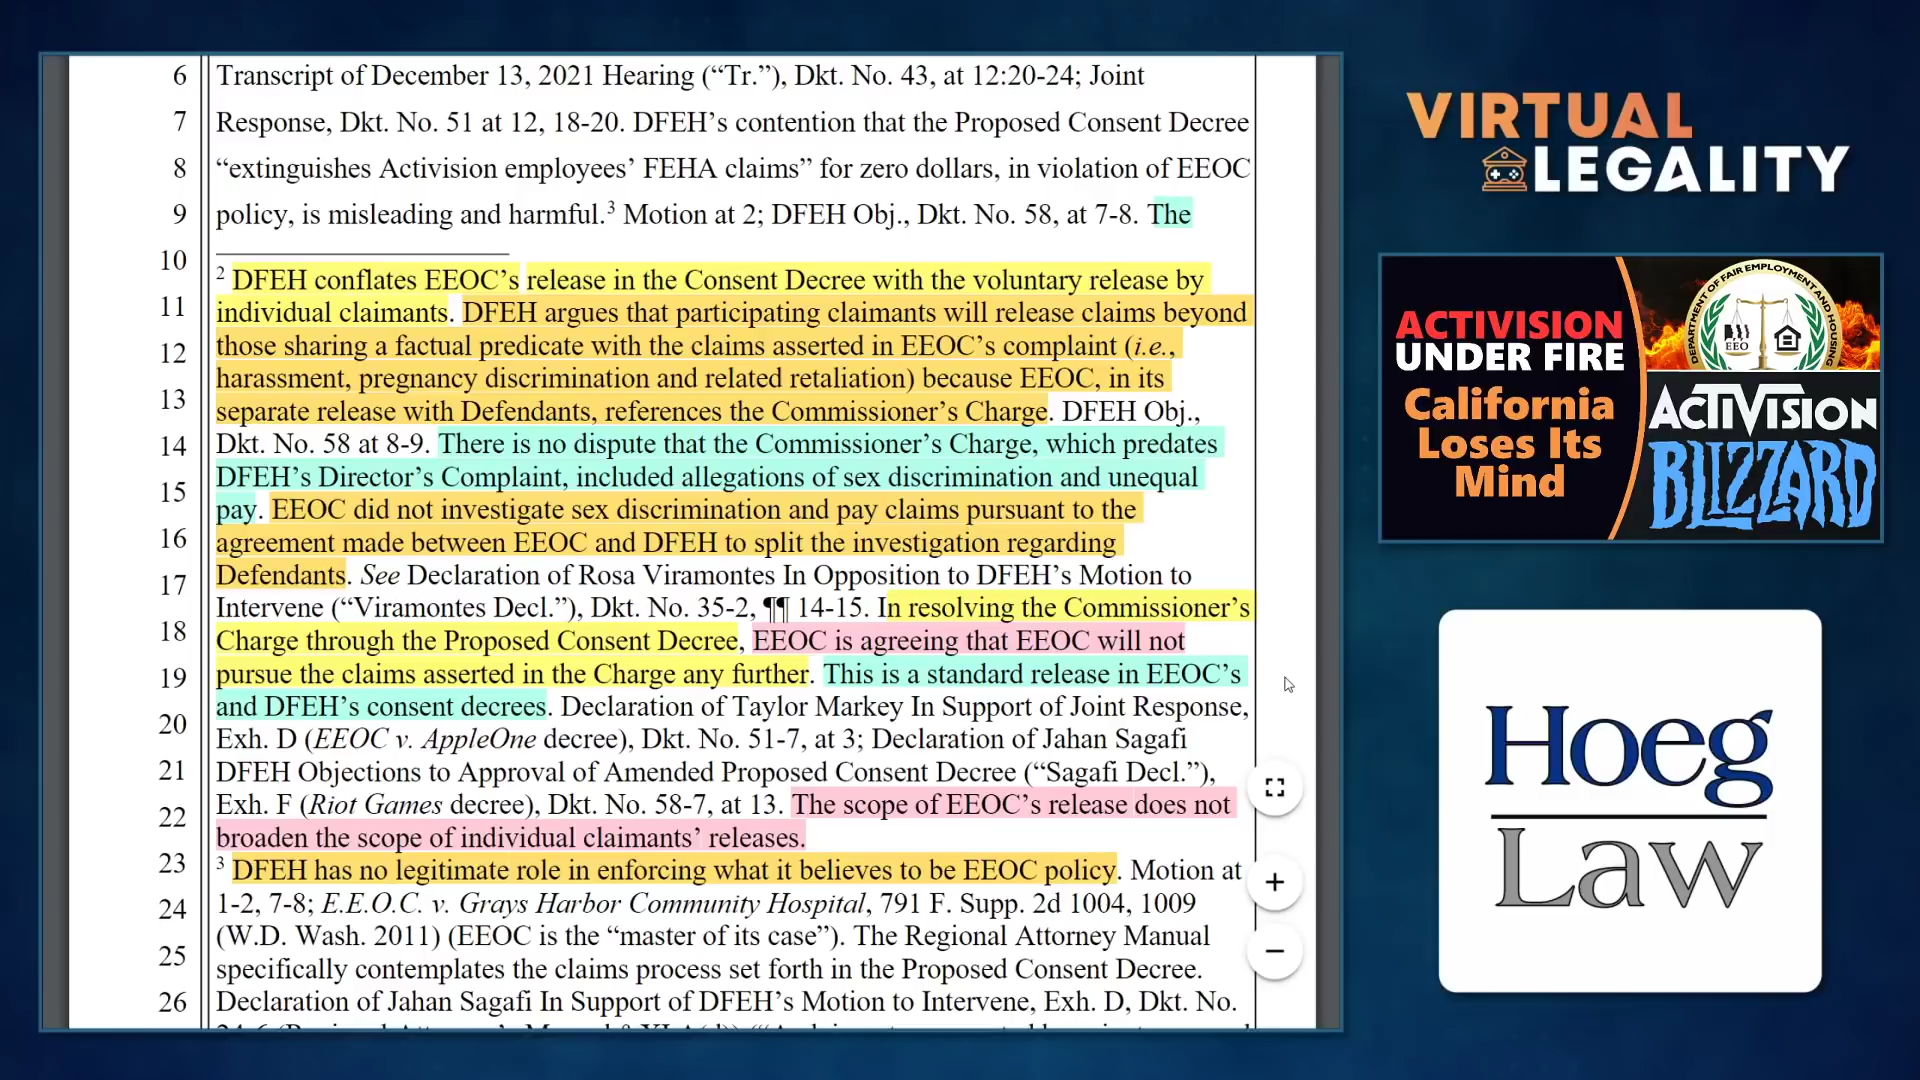 6 Transcript of December 13, 2021 Hearing (“Tr.”), Dkt. No. 43, at 12:20-24; Joint
7 Response, Dkt. No. 51 at 12, 18-20. DFEH’s contention that the Proposed Consent Decree
8 “extinguishes Activision employees’ FEHA claims” for zero dollars, in violation of EEOC
9 policy, is misleading and harmful.3 Motion at 2; DFEH Obj., Dkt. No. 58, at 7-8. The
10
2 DFEH conflates EEOC’s release in the Consent Decree with the voluntary release by
11 individual claimants. DFEH argues that participating claimants will release claims beyond
12 those sharing a factual predicate with the claims asserted in EEOC’s complaint (i.e.,
harassment, pregnancy discrimination and related retaliation) because EEOC, in its
13 separate release with Defendants, references the Commissioner’s Charge. DFEH Obj.,
14 Dkt. No. 58 at 8-9. There is no dispute that the Commissioner’s Charge, which predates
DFEH’s Director’s Complaint, included allegations of sex discrimination and unequal
15 pay. EEOC did not investigate sex discrimination and pay claims pursuant to the
16 agreement made between EEOC and DFEH to split the investigation regarding
17 Defendants. See Declaration of Rosa Viramontes In Opposition to DFEH’s Motion to
Intervene (“Viramontes Decl.”), Dkt. No. 35-2, ¶¶ 14-15. In resolving the Commissioner’s
18 Charge through the Proposed Consent Decree, EEOC is agreeing that EEOC will not
19 pursue the claims asserted in the Charge any further. This is a standard release in EEOC’s
and DFEH’s consent decrees. Declaration of Taylor Markey In Support of Joint Response,
20 Exh. D (EEOC v. AppleOne decree), Dkt. No. 51-7, at 3; Declaration of Jahan Sagafi
21 DFEH Objections to Approval of Amended Proposed Consent Decree (“Sagafi Decl.”),
22 Exh. F (Riot Games decree), Dkt. No. 58-7, at 13. The scope of EEOC’s release does not
broaden the scope of individual claimants’ releases.
23 3 DFEH has no legitimate role in enforcing what it believes to be EEOC policy. Motion at
24 1-2, 7-8; E.E.O.C. v. Grays Harbor Community Hospital, 791 F. Supp. 2d 1004, 1009
(W.D. Wash. 2011) (EEOC is the “master of its case”). The Regional Attorney Manual
25 specifically contemplates the claims process set forth in the Proposed Consent Decree.
26 Declaration of Jahan Sagafi In Support of DFEH’s Motion to Intervene, Exh. D, Dkt. No.
VIRTUAL
LEGALITY
ACTIVISION
UNDER FIRE
California
Loses Its
Mind
DEPARTMENT OF FAIR EMPLOYMENT AND HOUSING
EEO
ACTIVISION
BLIZZARD
Hoeg
Law